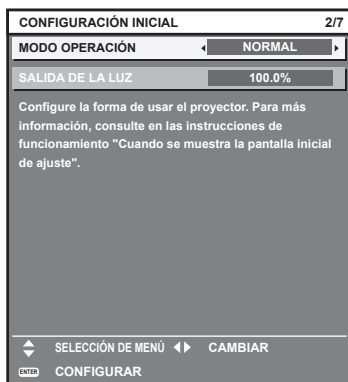 CONFIGURACIÓN INICIAL 2/7
MODO OPERACIÓN NORMAL
SALIDA DE LA LUZ 100.0%
Configure la forma de usar el proyector. Para más
información, consulte en las instrucciones de
funcionamiento "Cuando se muestra la pantalla inicial
de ajuste".
SELECCIÓN DE MENÚ CAMBIAR
ENTER CONFIGURAR